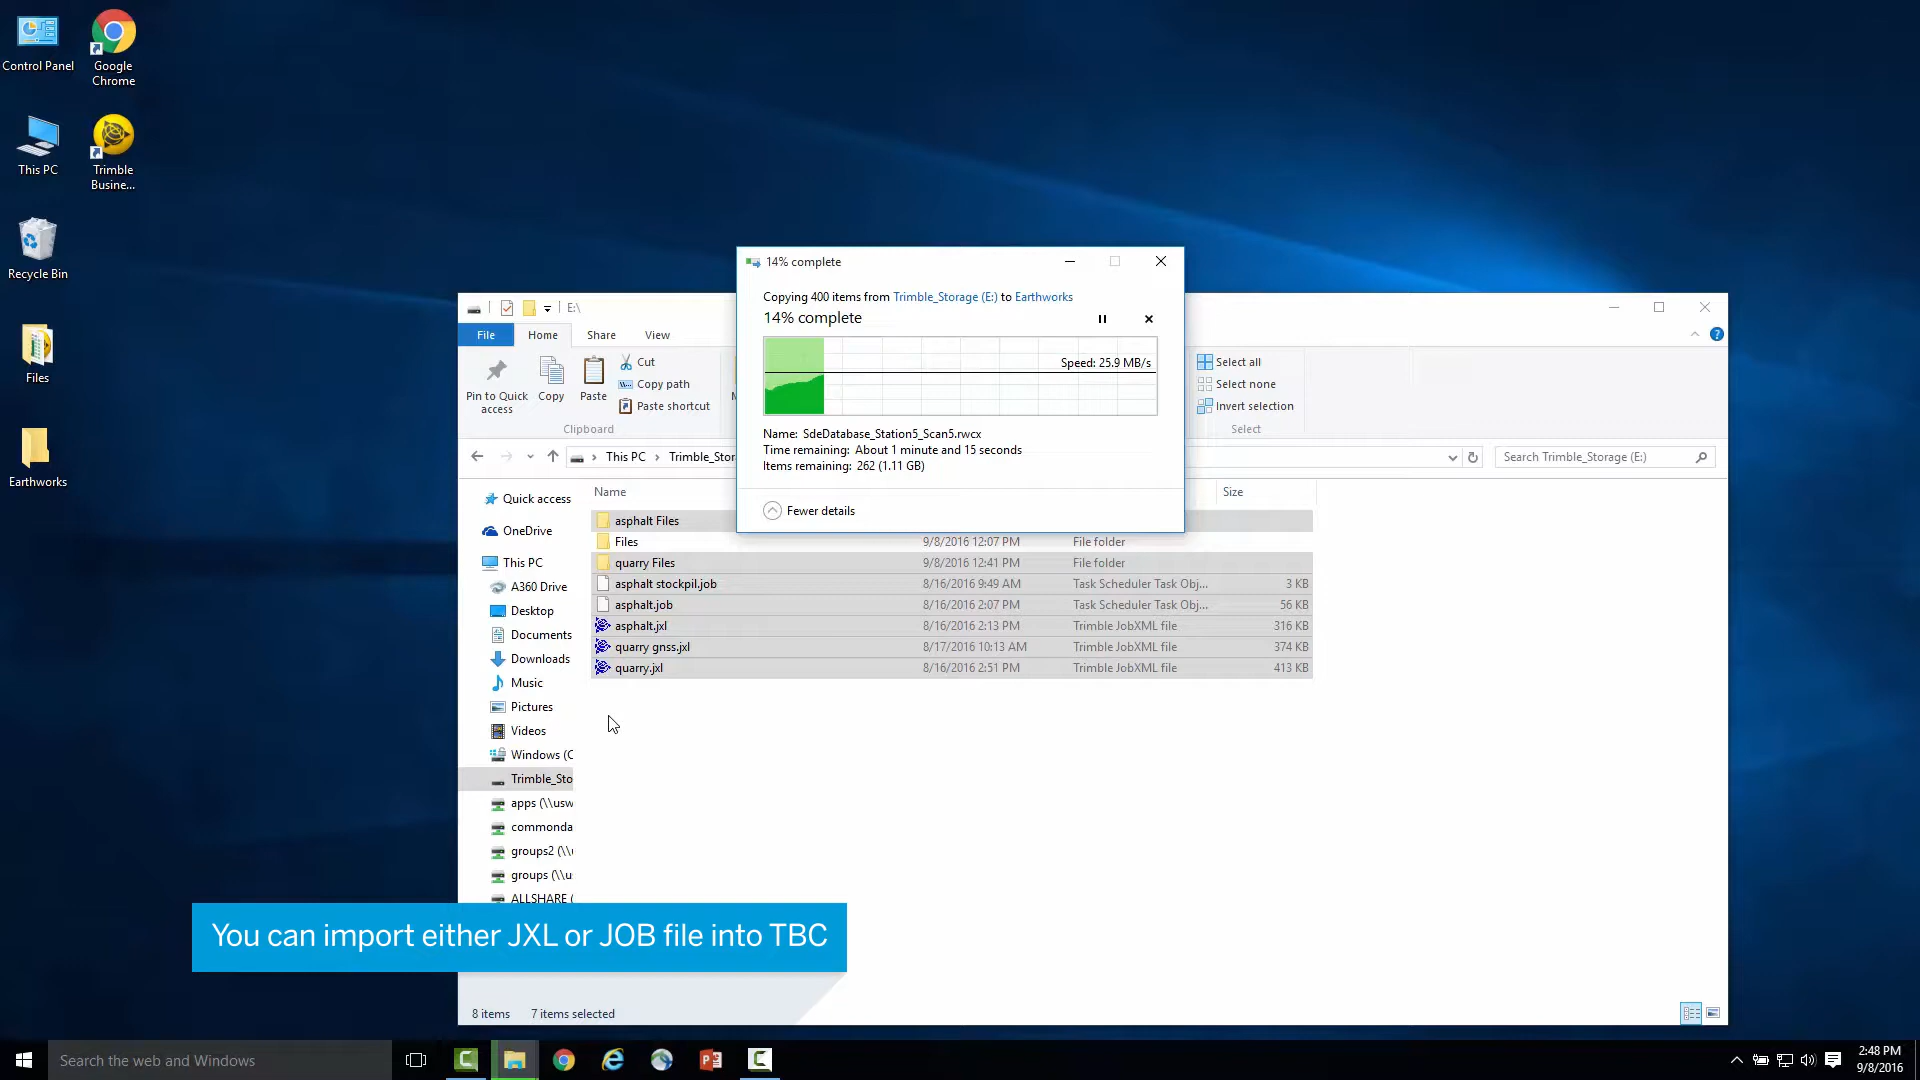 Control Panel
Google
Chrome
This PC
Trimble
Busine...
Recycle Bin
Files
Earthworks
E:\
File
Home
Share
View
Pin to Quick
access
Copy
Paste
Cut
Copy path
Paste shortcut
Clipboard
Select all
Select none
Invert selection
Select
This PC
Trimble_Stor
Search Trimble_Storage (E:)
14% complete
Copying 400 items from Trimble_Storage (E:) to Earthworks
14% complete
Speed: 25.9 MB/s
Name: SdeDatabase_Station5_Scan5.rwcx
Time remaining: About 1 minute and 15 seconds
Items remaining: 262 (1.11 GB)
Fewer details
Quick access
OneDrive
This PC
A360 Drive
Desktop
Documents
Downloads
Music
Pictures
Videos
Windows (C
Trimble_Sto
apps (\\usw
commonda
groups2 (\\u
groups (\\u
ALLSHARE (
Name
Size
asphalt Files
Files 9/8/2016 12:07 PM File folder
quarry Files 9/8/2016 12:41 PM File folder
asphalt stockpil.job 8/16/2016 9:49 AM Task Scheduler Task Obj... 3 KB
asphalt.job 8/16/2016 2:07 PM Task Scheduler Task Obj... 56 KB
asphalt.jxl 8/16/2016 2:13 PM Trimble JobXML file 316 KB
quarry gnss.jxl 8/17/2016 10:13 AM Trimble JobXML file 374 KB
quarry.jxl 8/16/2016 2:51 PM Trimble JobXML file 413 KB
You can import either JXL or JOB file into TBC
8 items 7 items selected
Search the web and Windows
2:48 PM
9/8/2016